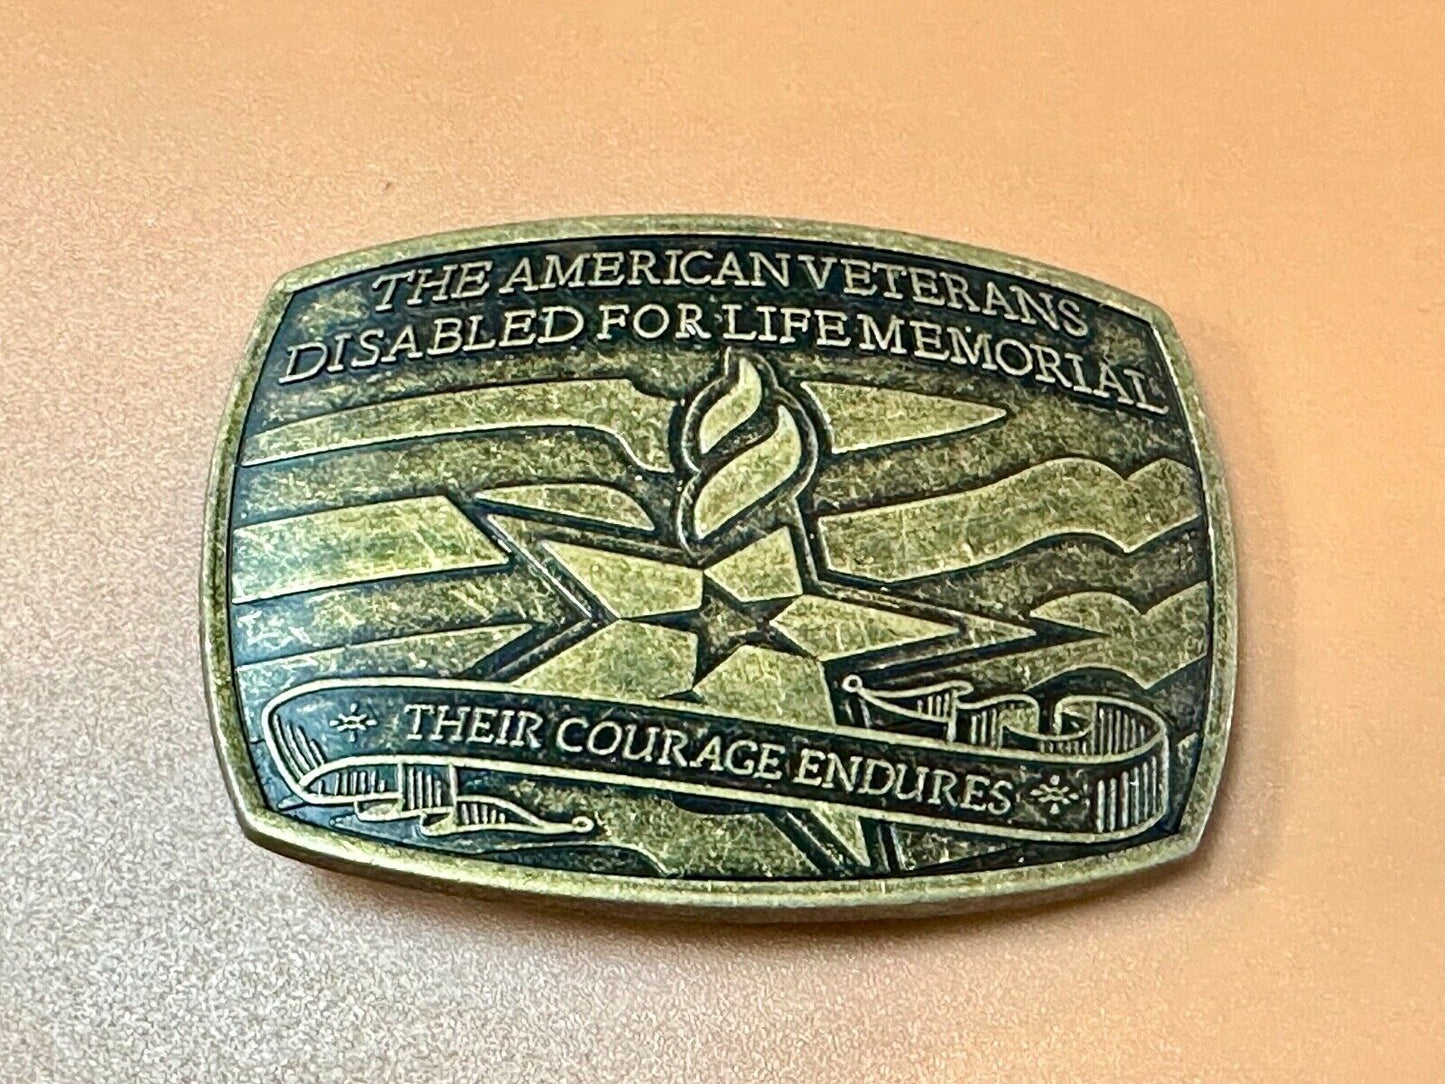 THE AMERICAN VETERANS
DISABLED FOR LIFE MEMORIAL
THEIR COURAGE ENDURES